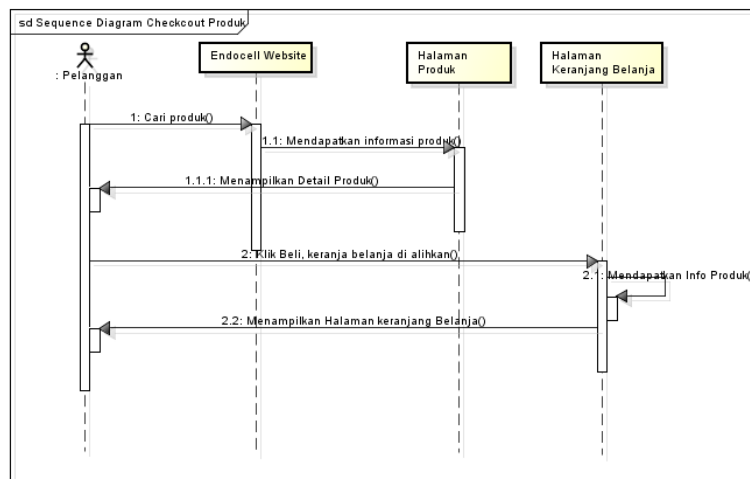 sd Sequence Diagram Checkcout Produk
: Pelanggan
Endocell Website
Halaman
Produk
Halaman
Keranjang Belanja
1: Cari produk()
1.1: Mendapatkan informasi produk()
1.1.1: Menampilkan Detail Produk()
2: Klik Beli, keranja belanja di alihkan()
2.1: Mendapatkan Info Produk(
2.2: Menampilkan Halaman keranjang Belanja()